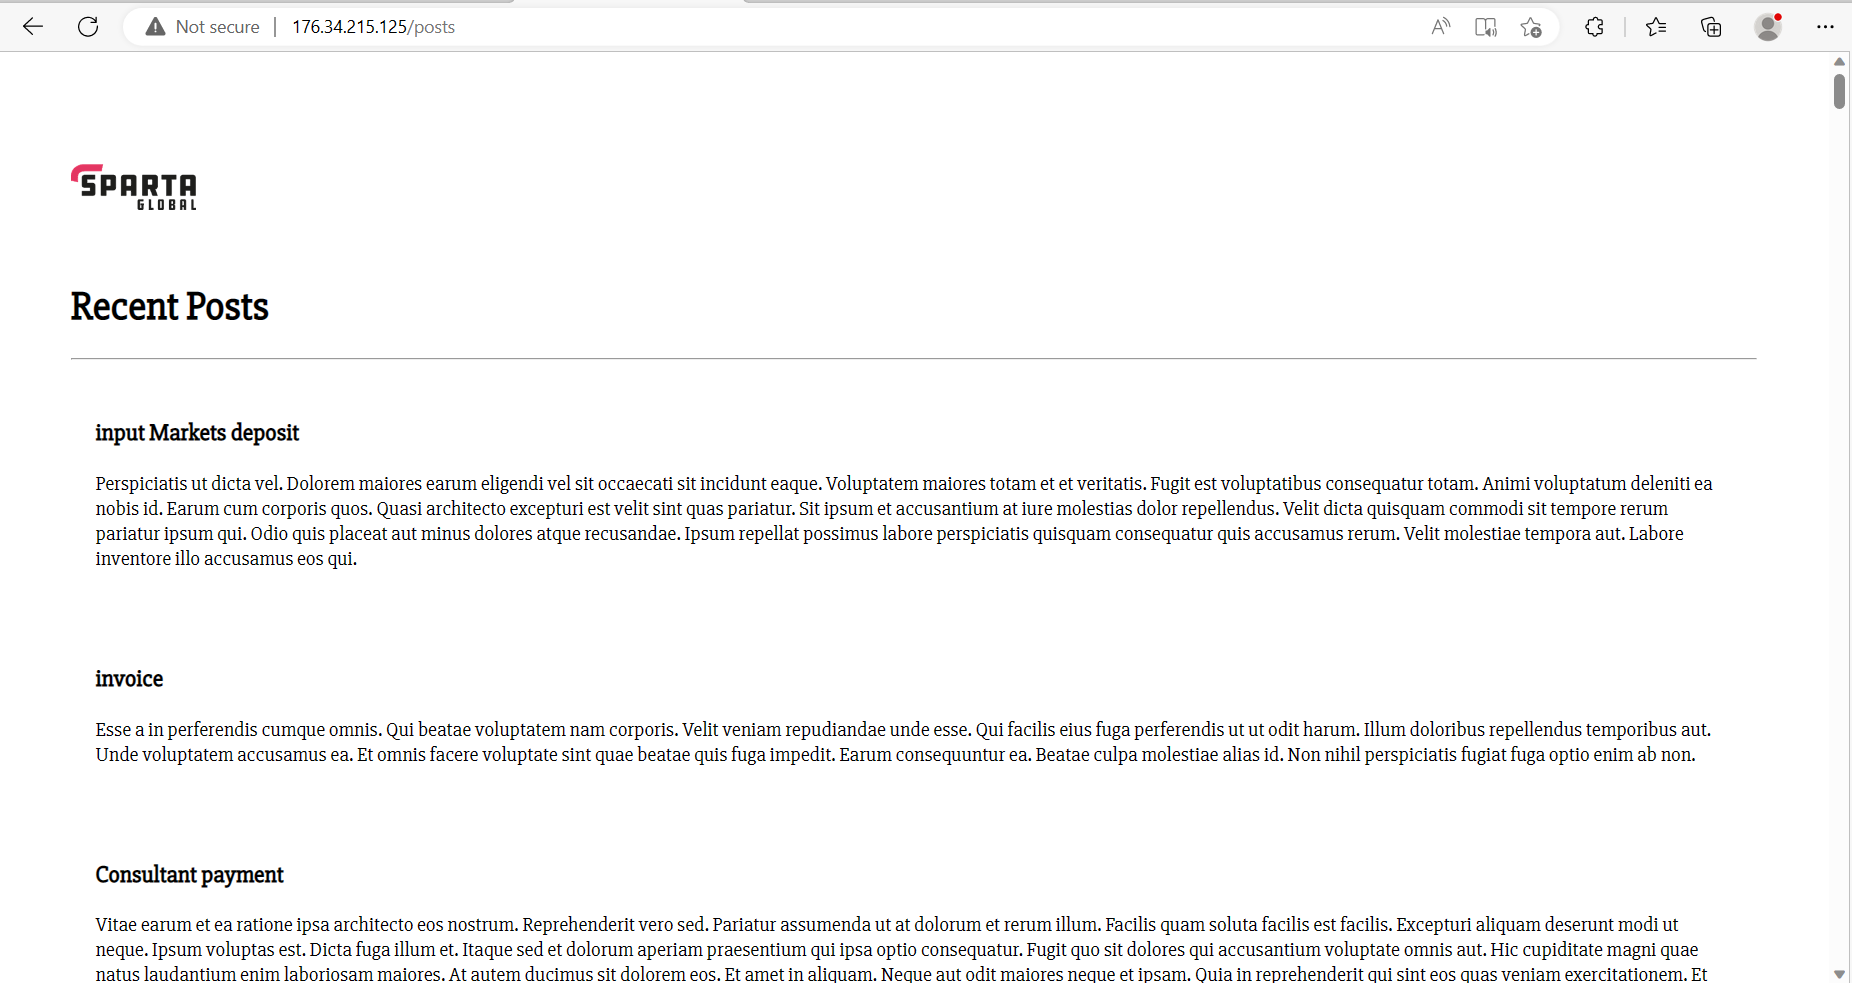 Not secure 176.34.215.125/posts
SPARTA
GLOBAL
Recent Posts
input Markets deposit
Perspiciatis ut dicta vel. Dolorem maiores earum eligendi vel sit occaecati sit incidunt eaque. Voluptatem maiores totam et et veritatis. Fugit est voluptatibus consequatur totam. Animi voluptatum deleniti ea
nobis id. Earum cum corporis quos. Quasi architecto excepturi est velit sint quas pariatur. Sit ipsum et accusantium at iure molestias dolor repellendus. Velit dicta quisquam commodi sit tempore rerum
pariatur ipsum qui. Odio quis placeat aut minus dolores atque recusandae. Ipsum repellat possimus labore perspiciatis quisquam consequatur quis accusamus rerum. Velit molestiae tempora aut. Labore
inventore illo accusamus eos qui.
invoice
Esse a in perferendis cumque omnis. Qui beatae voluptatem nam corporis. Velit veniam repudiandae unde esse. Qui facilis eius fuga perferendis ut ut odit harum. Illum doloribus repellendus temporibus aut.
Unde voluptatem accusamus ea. Et omnis facere voluptate sint quae beatae quis fuga impedit. Earum consequuntur ea. Beatae culpa molestiae alias id. Non nihil perspiciatis fugiat fuga optio enim ab non.
Consultant payment
Vitae earum et ea ratione ipsa architecto eos nostrum. Reprehenderit vero sed. Pariatur assumenda ut at dolorum et rerum illum. Facilis quam soluta facilis est facilis. Excepturi aliquam deserunt modi ut
neque. Ipsum voluptas est. Dicta fuga illum et. Itaque sed et dolorum aperiam praesentium qui ipsa optio consequatur. Fugit quo sit dolores qui accusantium voluptate omnis aut. Hic cupiditate magni quae
natus laudantium enim laboriosam maiores. At autem ducimus sit dolorem eos. Et amet in aliquam. Neque aut odit maiores neque et ipsam. Quia in reprehenderit qui sint eos quas veniam exercitationem. Et